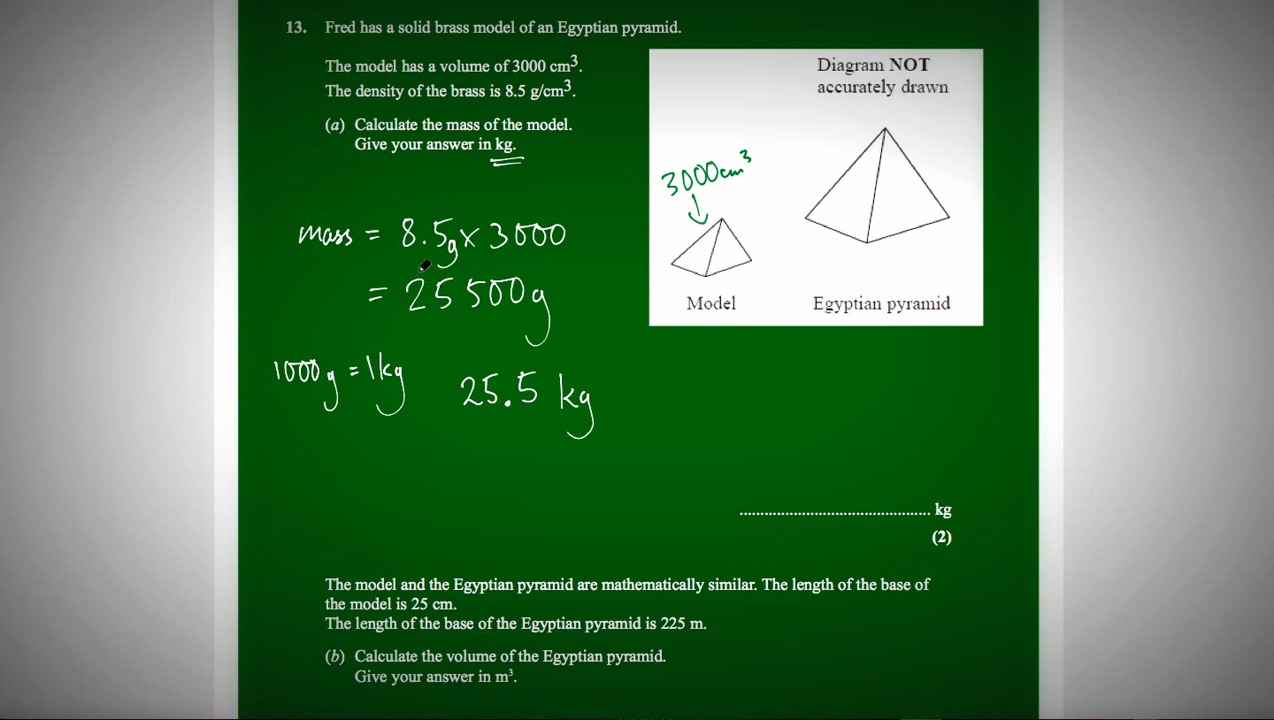 13. Fred has a solid brass model of an Egyptian pyramid.
The model has a volume of 3000 cm³.
The density of the brass is 8.5 g/cm³.
(a) Calculate the mass of the model.
Give your answer in kg.
Diagram NOT
accurately drawn
3000cm³
Model
Egyptian pyramid
mass = 8.5g x 3000
= 25500g
1000g = 1kg
25.5 kg
.............................................. kg
(2)
The model and the Egyptian pyramid are mathematically similar. The length of the base of
the model is 25 cm.
The length of the base of the Egyptian pyramid is 225 m.
(b) Calculate the volume of the Egyptian pyramid.
Give your answer in m³.